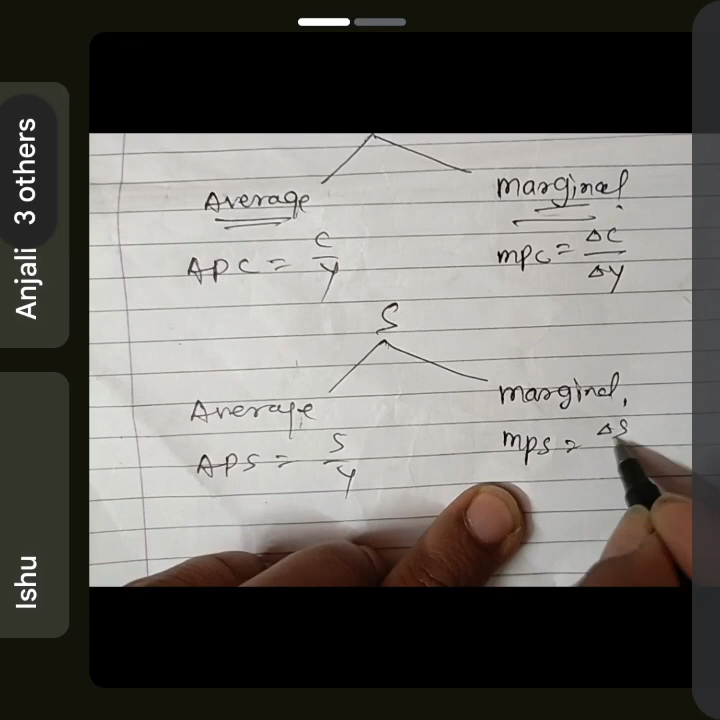 Anjali 3 others
Ishu
Average
marginal
APC = C/Y
MPC = ΔC/ΔY
S
Average
marginal,
APS = S/Y
MPS = ΔS